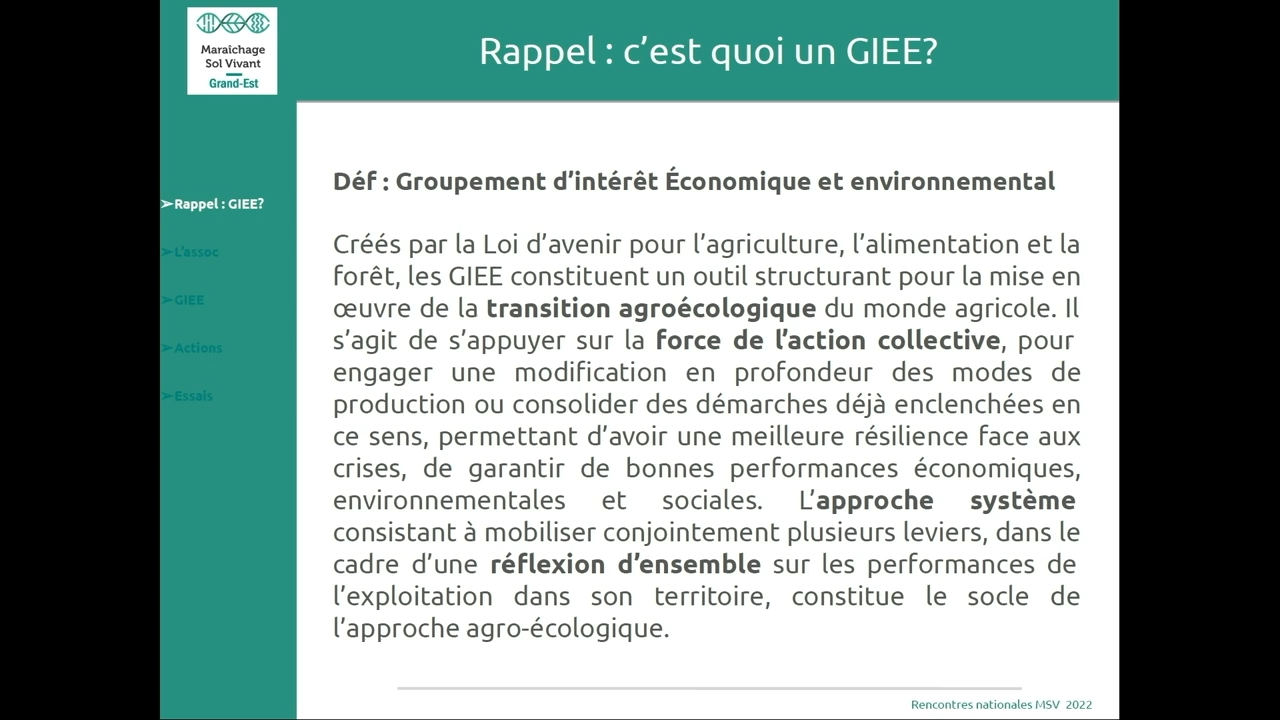 Maraîchage
Sol Vivant
Grand-Est
Rappel : c’est quoi un GIEE?
➢Rappel : GIEE?
➢L’assoc
➢GIEE
➢Actions
➢Essais
Déf : Groupement d’intérêt Économique et environnemental
Créés par la Loi d’avenir pour l’agriculture, l’alimentation et la
forêt, les GIEE constituent un outil structurant pour la mise en
œuvre de la transition agroécologique du monde agricole. Il
s’agit de s’appuyer sur la force de l’action collective, pour
engager une modification en profondeur des modes de
production ou consolider des démarches déjà enclenchées en
ce sens, permettant d’avoir une meilleure résilience face aux
crises, de garantir de bonnes performances économiques,
environnementales et sociales. L’approche système
consistant à mobiliser conjointement plusieurs leviers, dans le
cadre d’une réflexion d’ensemble sur les performances de
l’exploitation dans son territoire, constitue le socle de
l’approche agro-écologique.
Rencontres nationales MSV 2022